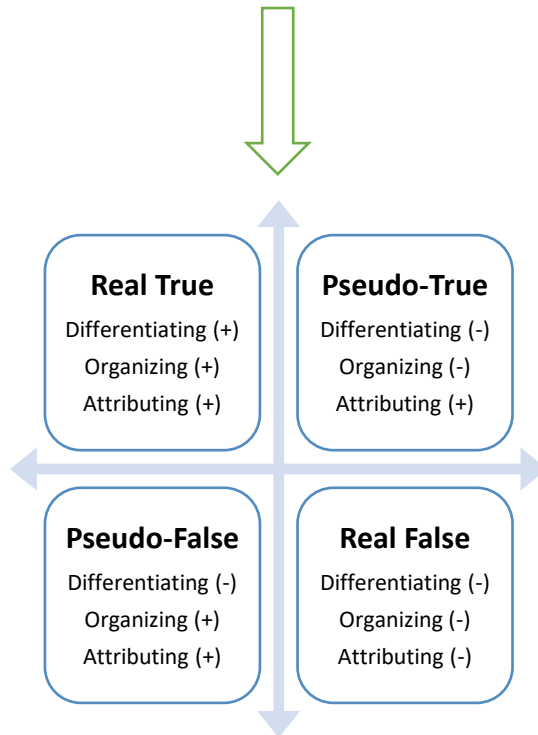 Real True
Differentiating (+)
Organizing (+)
Attributing (+)
Pseudo-True
Differentiating (-)
Organizing (-)
Attributing (+)
Pseudo-False
Differentiating (-)
Organizing (+)
Attributing (+)
Real False
Differentiating (-)
Organizing (-)
Attributing (-)